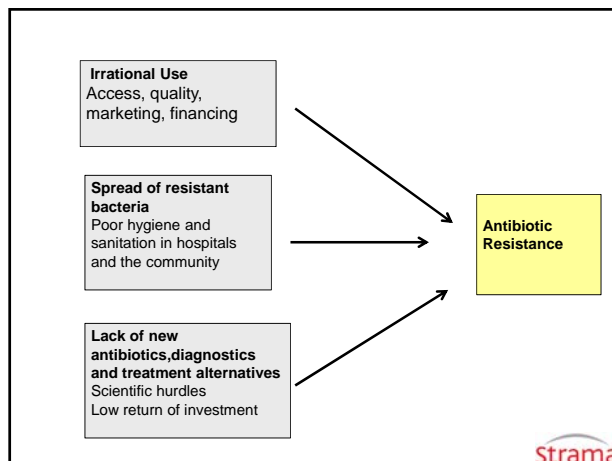 Irrational Use
Access, quality,
marketing, financing
Spread of resistant
bacteria
Poor hygiene and
sanitation in hospitals
and the community
Antibiotic
Resistance
Lack of new
antibiotics,diagnostics
and treatment alternatives
Scientific hurdles
Low return of investment
Strama